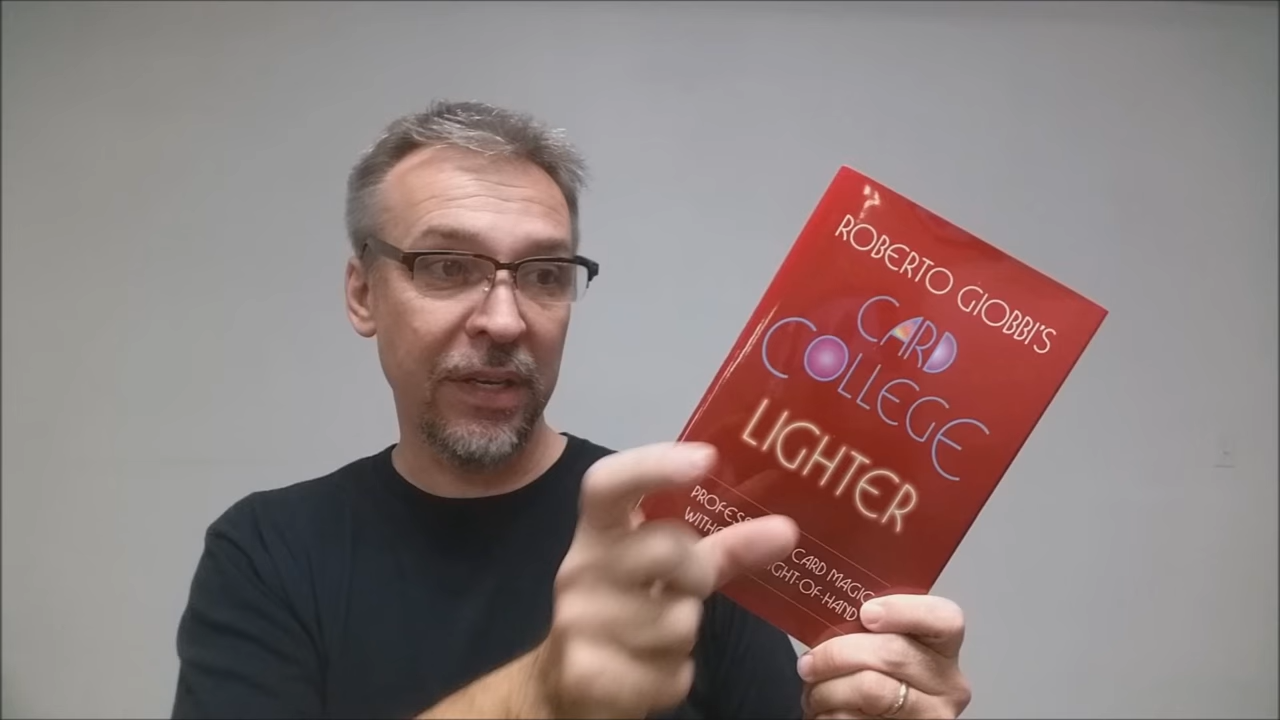 ROBERTO GIOBBI'S
CARD
COLLEGE
LIGHTER
CARD MAGIC